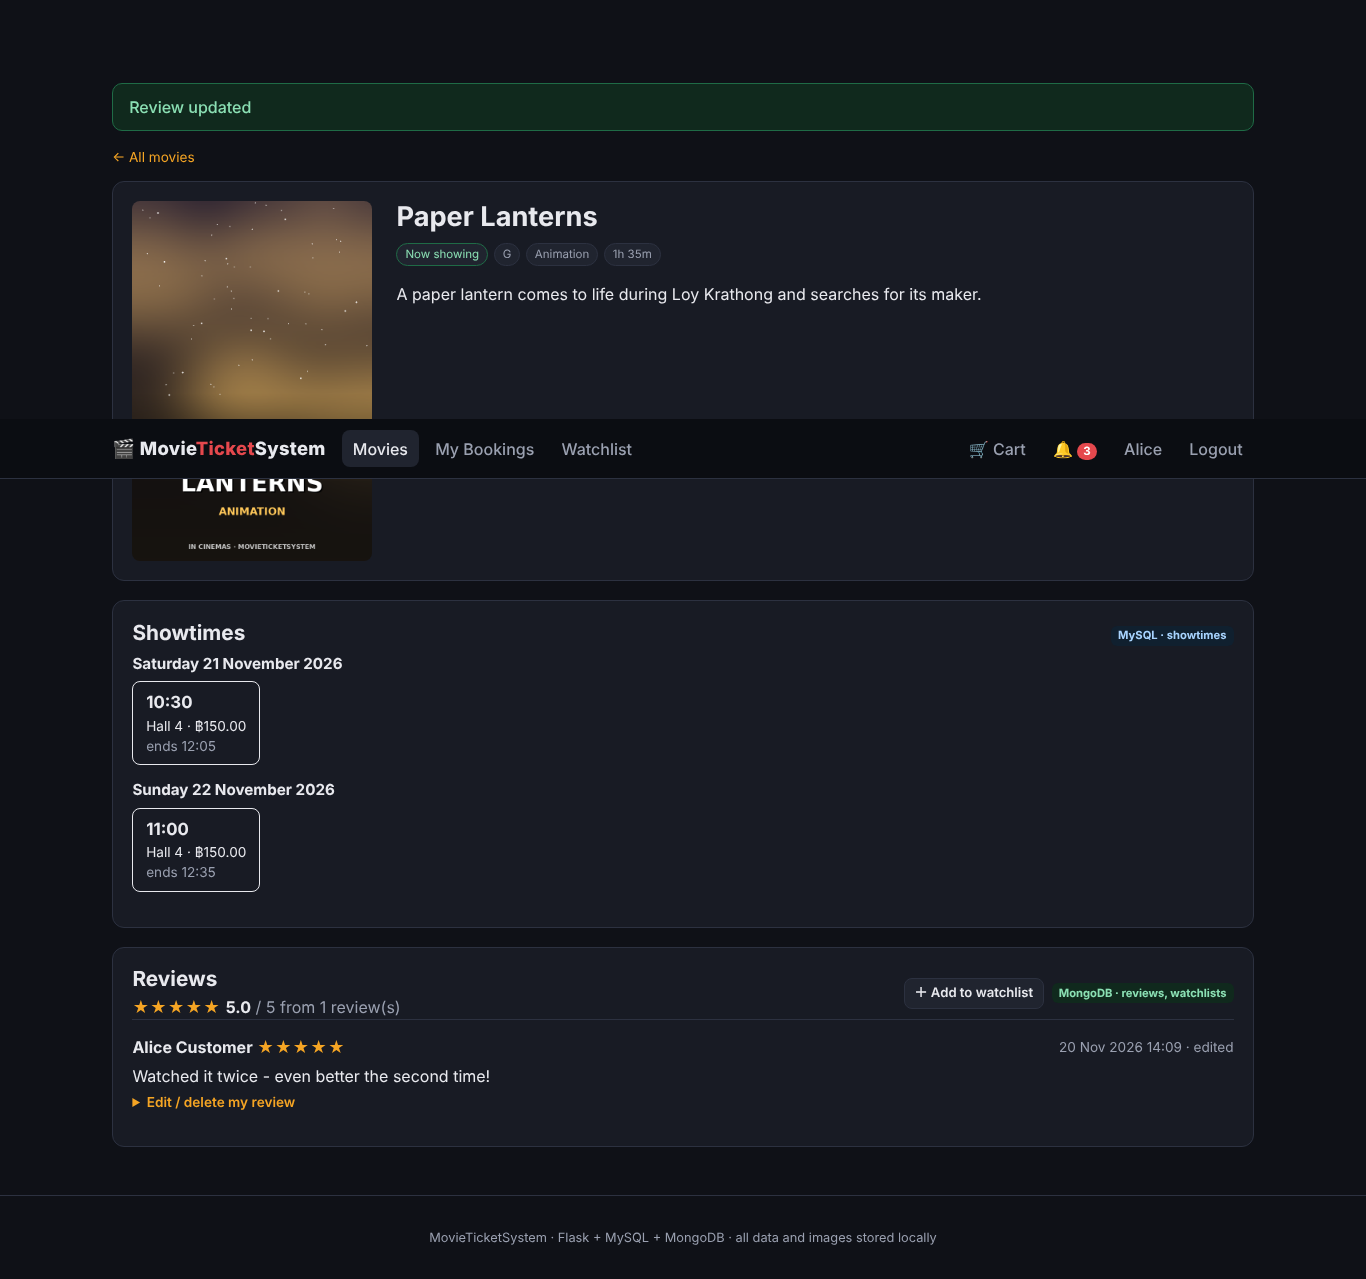 Review updated
← All movies
Paper Lanterns
Now showing G Animation 1h 35m
A paper lantern comes to life during Loy Krathong and searches for its maker.
🎬 MovieTicketSystem Movies My Bookings Watchlist 🛒 Cart 🔔 3 Alice Logout
LANTERNS
ANIMATION
IN CINEMAS · MOVIETICKETSYSTEM
Showtimes MySQL · showtimes
Saturday 21 November 2026
10:30
Hall 4 · ฿150.00
ends 12:05
Sunday 22 November 2026
11:00
Hall 4 · ฿150.00
ends 12:35
Reviews
＋ Add to watchlist MongoDB · reviews, watchlists
★★★★★ 5.0 / 5 from 1 review(s)
Alice Customer ★★★★★ 20 Nov 2026 14:09 · edited
Watched it twice - even better the second time!
▶ Edit / delete my review
MovieTicketSystem · Flask + MySQL + MongoDB · all data and images stored locally